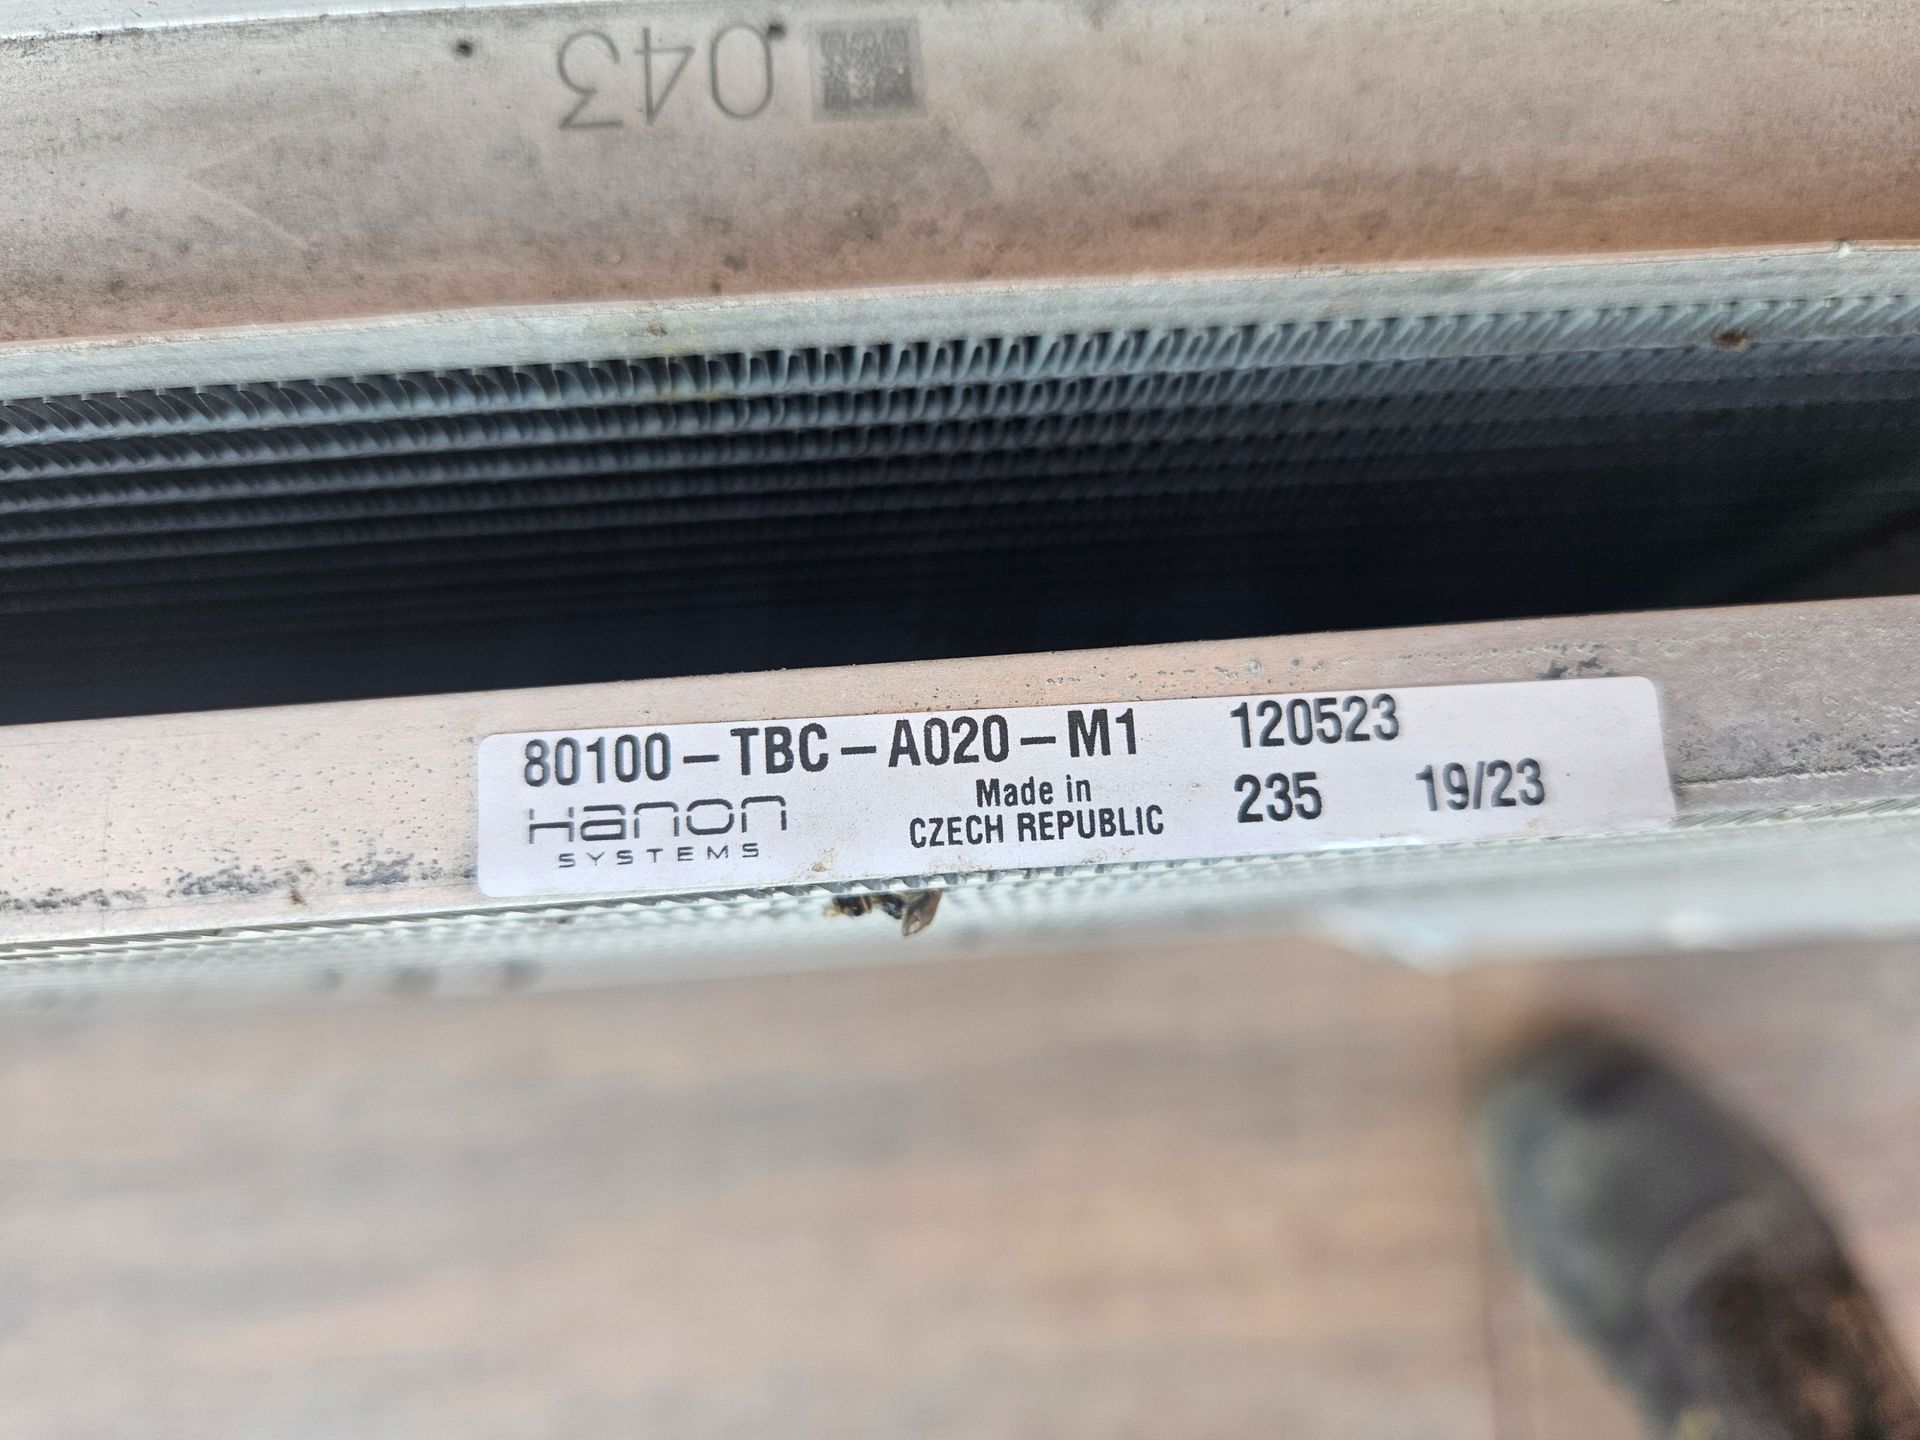 043
80100-TBC-A020-M1 120523
Hanon
SYSTEMS
Made in
CZECH REPUBLIC
235 19/23